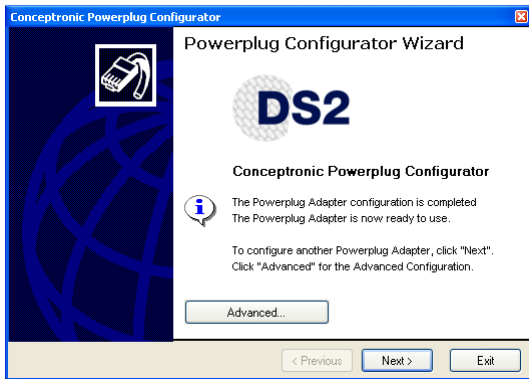 Conceptronic Powerplug Configurator
Powerplug Configurator Wizard
DS2
Conceptronic Powerplug Configurator
The Powerplug Adapter configuration is completed
The Powerplug Adapter is now ready to use.
To configure another Powerplug Adapter, click "Next".
Click "Advanced" for the Advanced Configuration.
Advanced...
< Previous
Next >
Exit